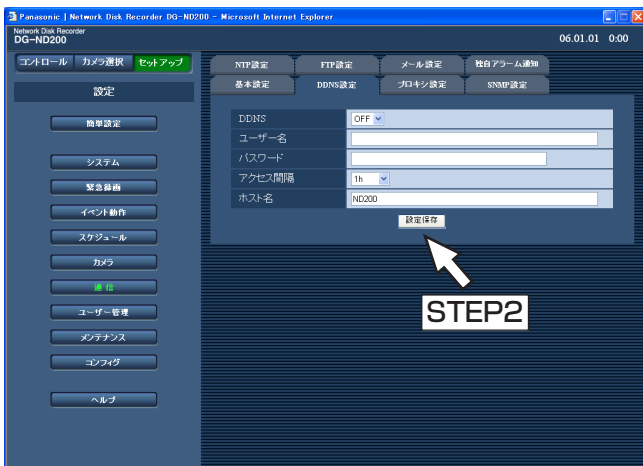 Panasonic | Network Disk Recorder DG-ND200 - Microsoft Internet Explorer
Network Disk Recorder
DG-ND200
06.01.01 0:00
コントロール カメラ選択 セットアップ
設定
簡単設定
システム
緊急録画
イベント動作
スケジュール
カメラ
通信
ユーザー管理
メンテナンス
コンフィグ
ヘルプ
NTP設定 FTP設定 メール設定 独自アラーム通知
基本設定 DDNS設定 プロキシ設定 SNMP設定
DDNS OFF
ユーザー名
パスワード
アクセス間隔 1h
ホスト名 ND200
設定保存
STEP2